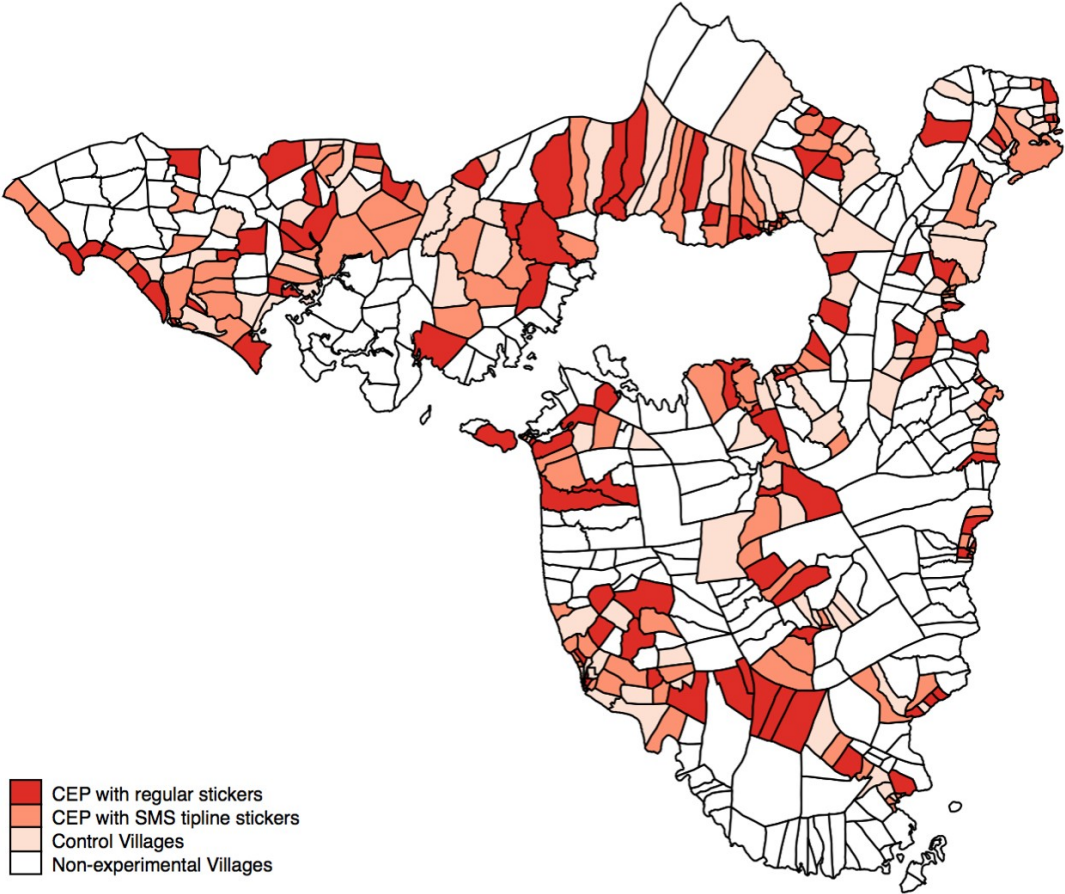 CEP with regular stickers
CEP with SMS tipline stickers
Control Villages
Non-experimental Villages